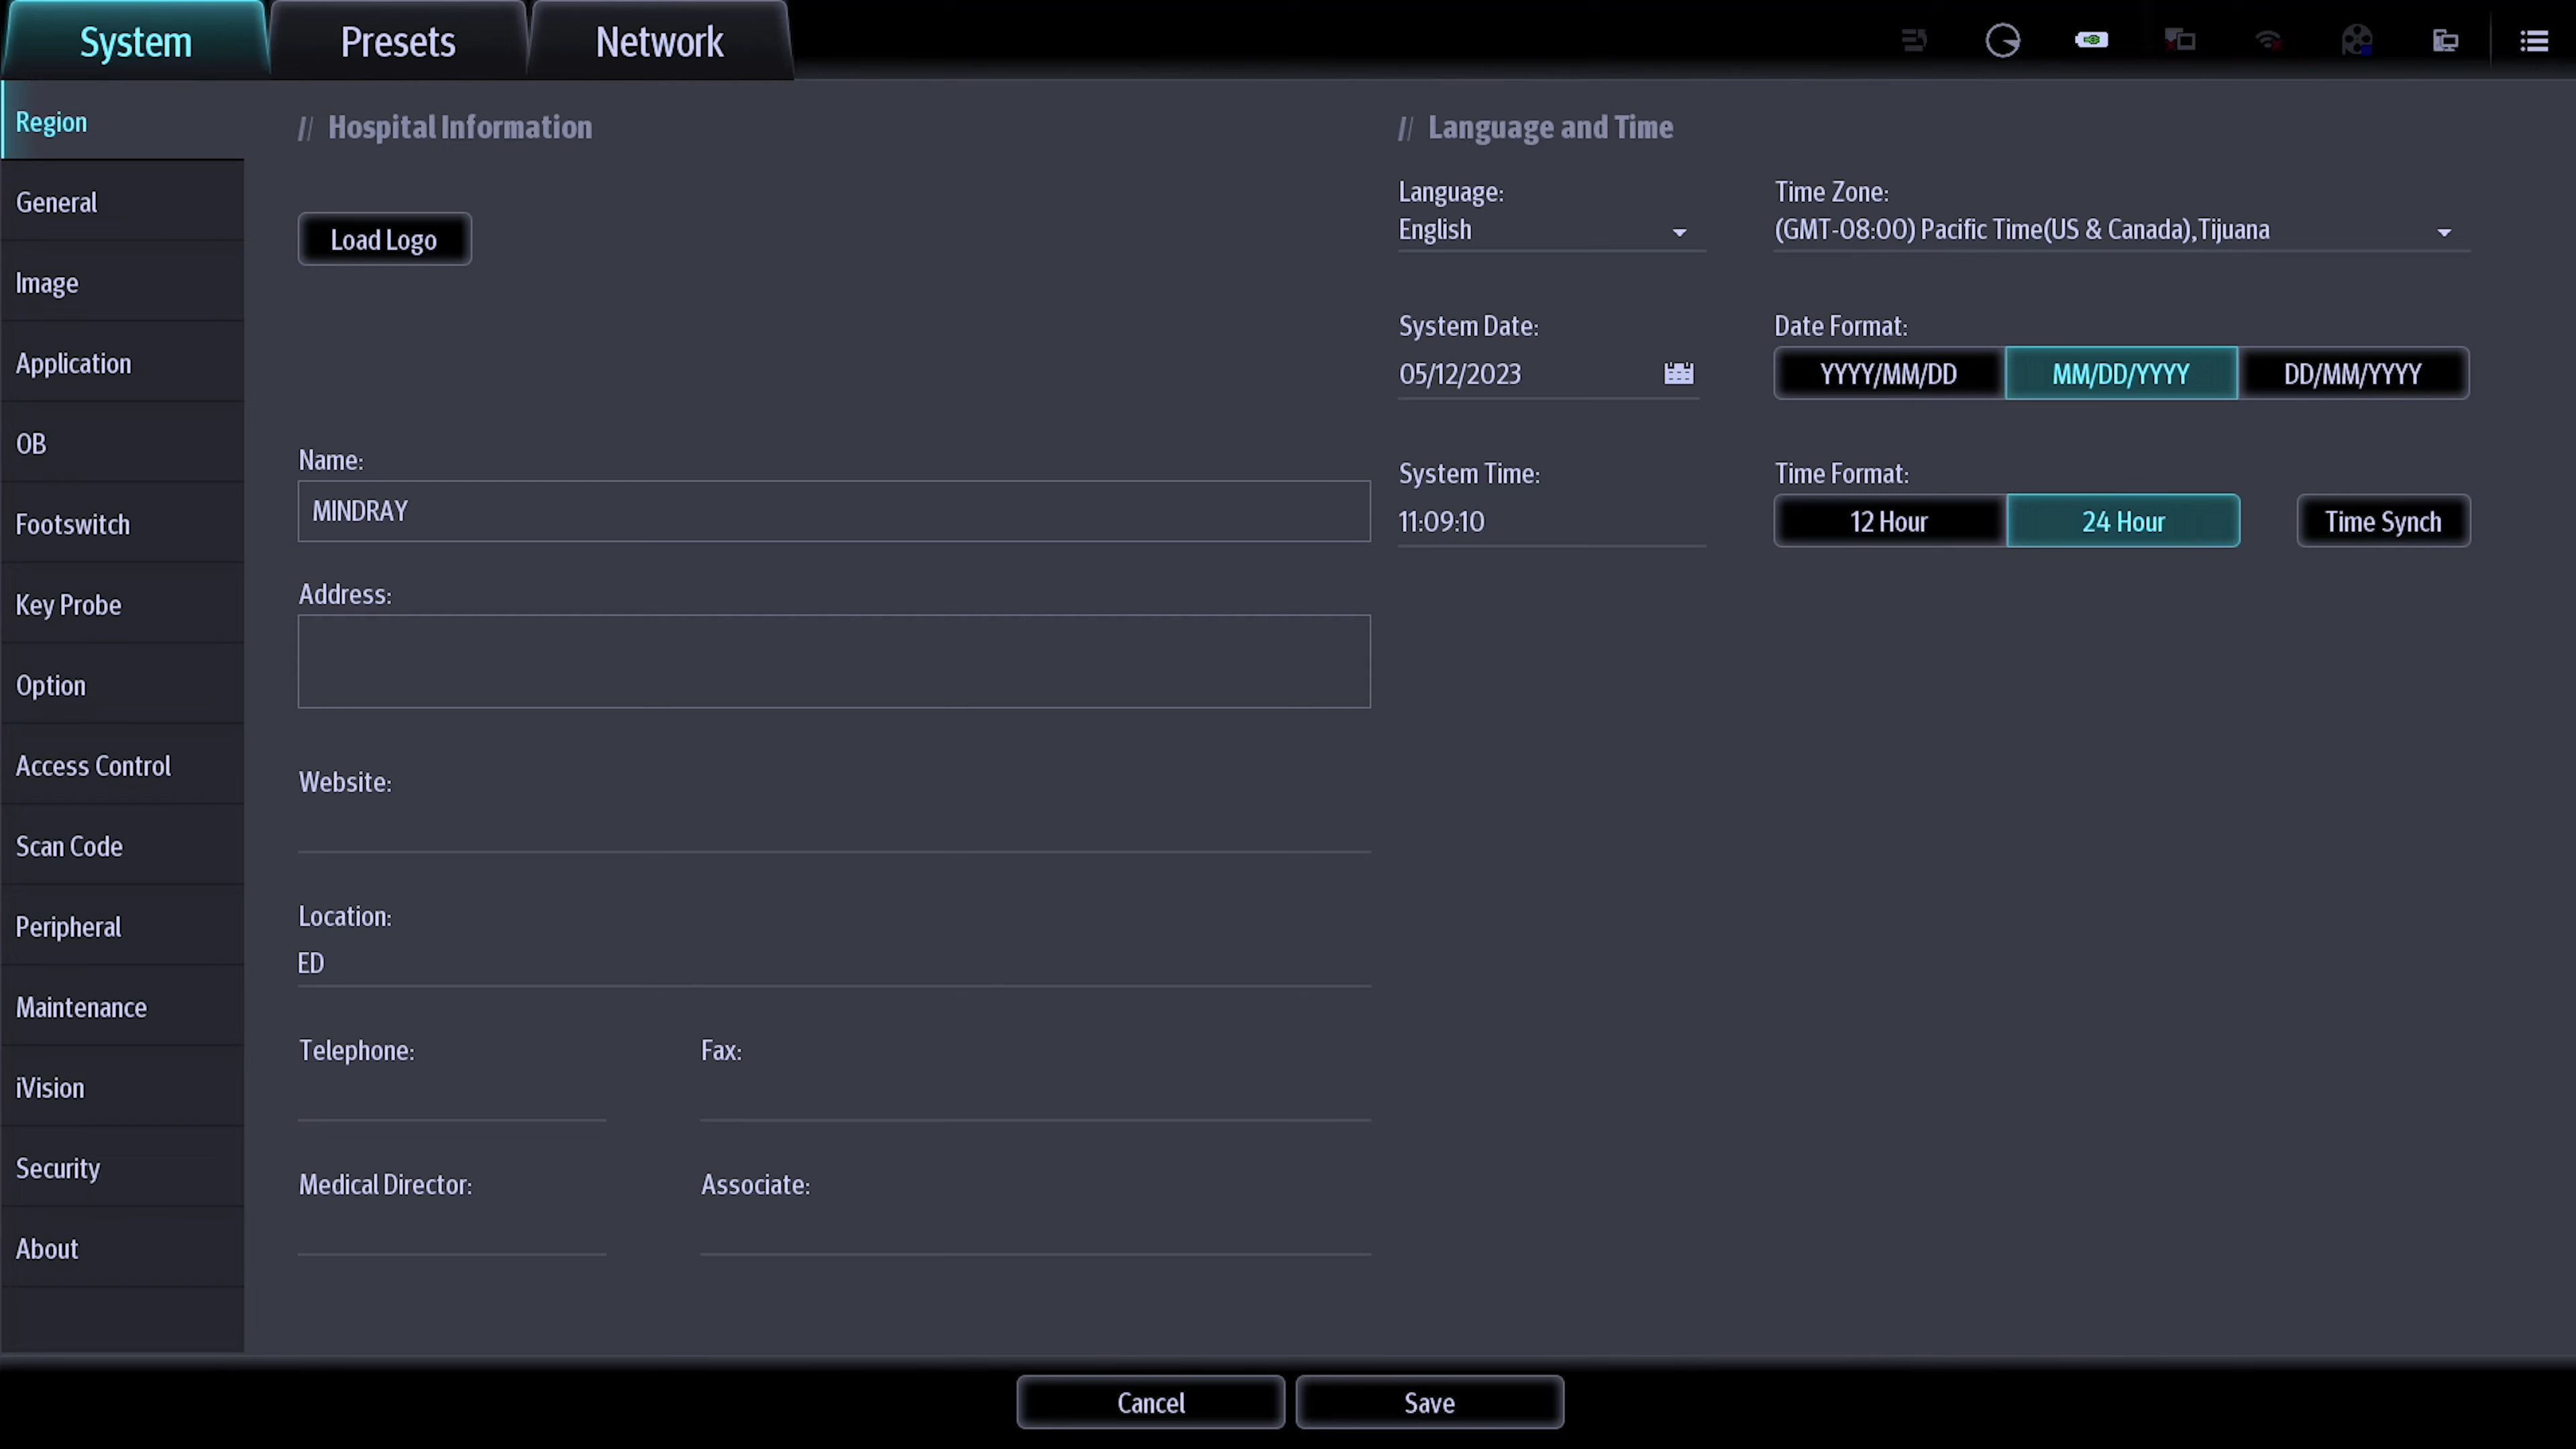 System
Presets
Network
Region
General
Image
Application
OB
Footswitch
Key Probe
Option
Access Control
Scan Code
Peripheral
Maintenance
iVision
Security
About
// Hospital Information
Load Logo
Name:
MINDRAY
Address:
Website:
Location:
ED
Telephone:
Fax:
Medical Director:
Associate:
// Language and Time
Language:
English
Time Zone:
(GMT-08:00) Pacific Time(US & Canada),Tijuana
System Date:
05/12/2023
Date Format:
YYYY/MM/DD
MM/DD/YYYY
DD/MM/YYYY
System Time:
11:09:10
Time Format:
12 Hour
24 Hour
Time Synch
Cancel
Save